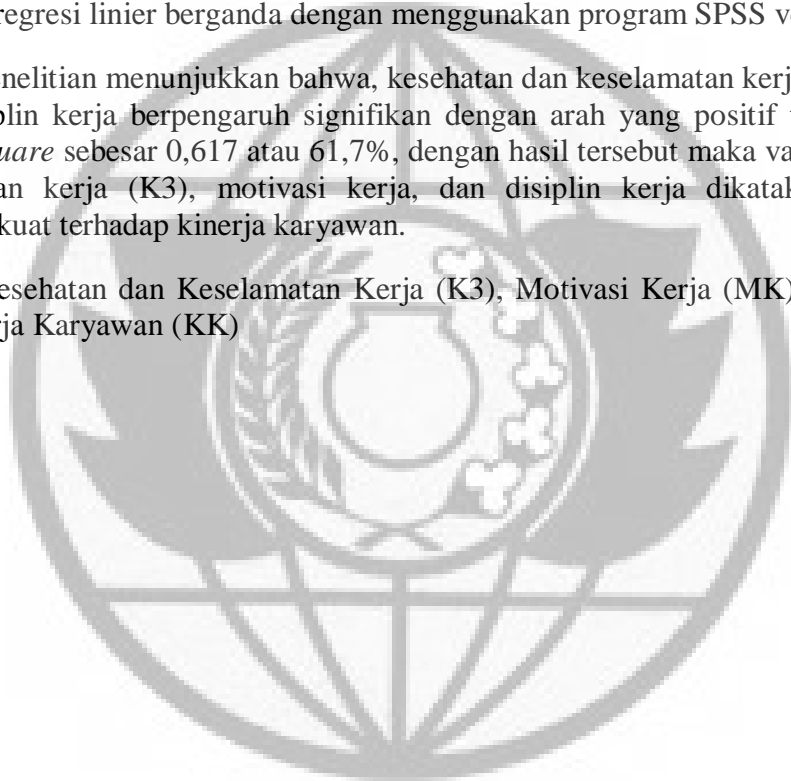 regresi linier berganda dengan menggunakan program SPSS
enelitian menunjukkan bahwa, kesehatan dan keselamatan kerj
plin kerja berpengaruh signifikan dengan arah yang positif
uare sebesar 0,617 atau 61,7%, dengan hasil tersebut maka va
an kerja (K3), motivasi kerja, dan disiplin kerja dikatak
kuat terhadap kinerja karyawan.
esehatan dan Keselamatan Kerja (K3), Motivasi Kerja (MK)
rja Karyawan (KK)